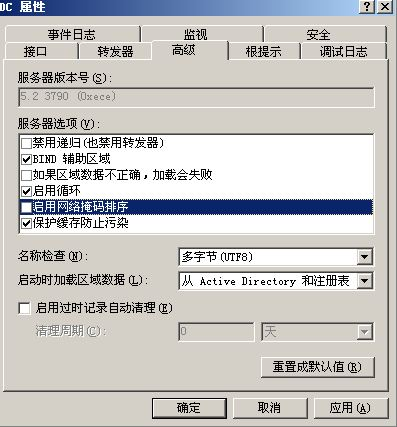 DC 属性
事件日志 监视 安全
接口 转发器 高级 根提示 调试日志
服务器版本号(S):
5.2 3790 (0xece)
服务器选项(V):
禁用递归(也禁用转发器)
BIND 辅助区域
如果区域数据不正确，加载会失败
启用循环
启用网络掩码排序
保护缓存防止污染
名称检查(N): 多字节(UTF8)
启动时加载区域数据(L): 从 Active Directory 和注册表
启用过时记录自动清理(E)
清理周期(C): 0 天
重置成默认值(R)
确定 取消 应用(A)